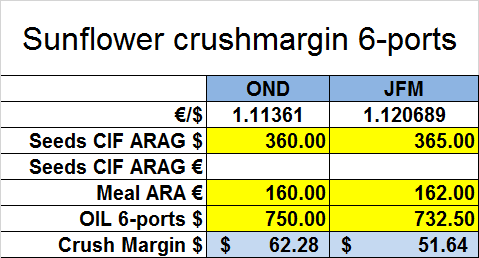 Sunflower crushmargin 6-ports
OND JFM
€/$ 1.11361 1.120689
Seeds CIF ARAG $ 360.00 365.00
Seeds CIF ARAG €
Meal ARA € 160.00 162.00
OIL 6-ports $ 750.00 732.50
Crush Margin $ $ 62.28 $ 51.64